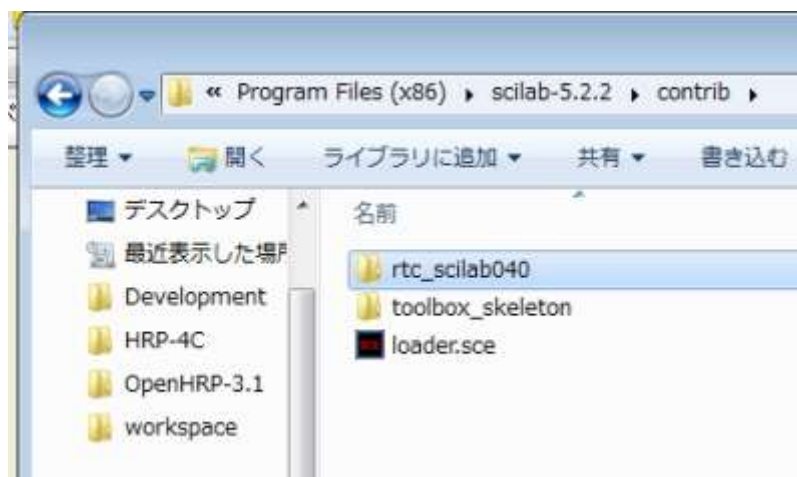 « Program Files (x86) ▸ scilab-5.2.2 ▸ contrib ▸
整理 ▼ 開く ライブラリに追加 ▼ 共有 ▼ 書き込む
デスクトップ
最近表示した場所
Development
HRP-4C
OpenHRP-3.1
workspace
名前
rtc_scilab040
toolbox_skeleton
loader.sce